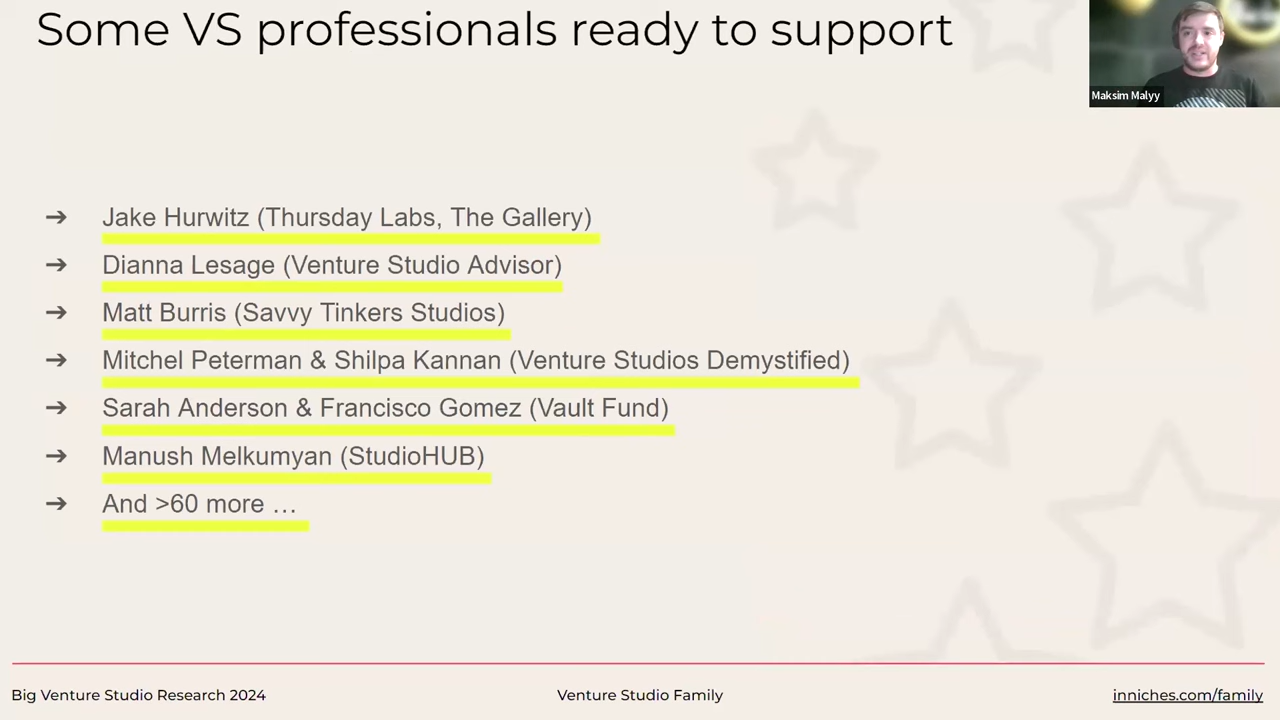 Some VS professionals ready to support
Maksim Malyy
➔ Jake Hurwitz (Thursday Labs, The Gallery)
➔ Dianna Lesage (Venture Studio Advisor)
➔ Matt Burris (Savvy Tinkers Studios)
➔ Mitchel Peterman & Shilpa Kannan (Venture Studios Demystified)
➔ Sarah Anderson & Francisco Gomez (Vault Fund)
➔ Manush Melkumyan (StudioHUB)
➔ And >60 more …
Big Venture Studio Research 2024
Venture Studio Family
inniches.com/family